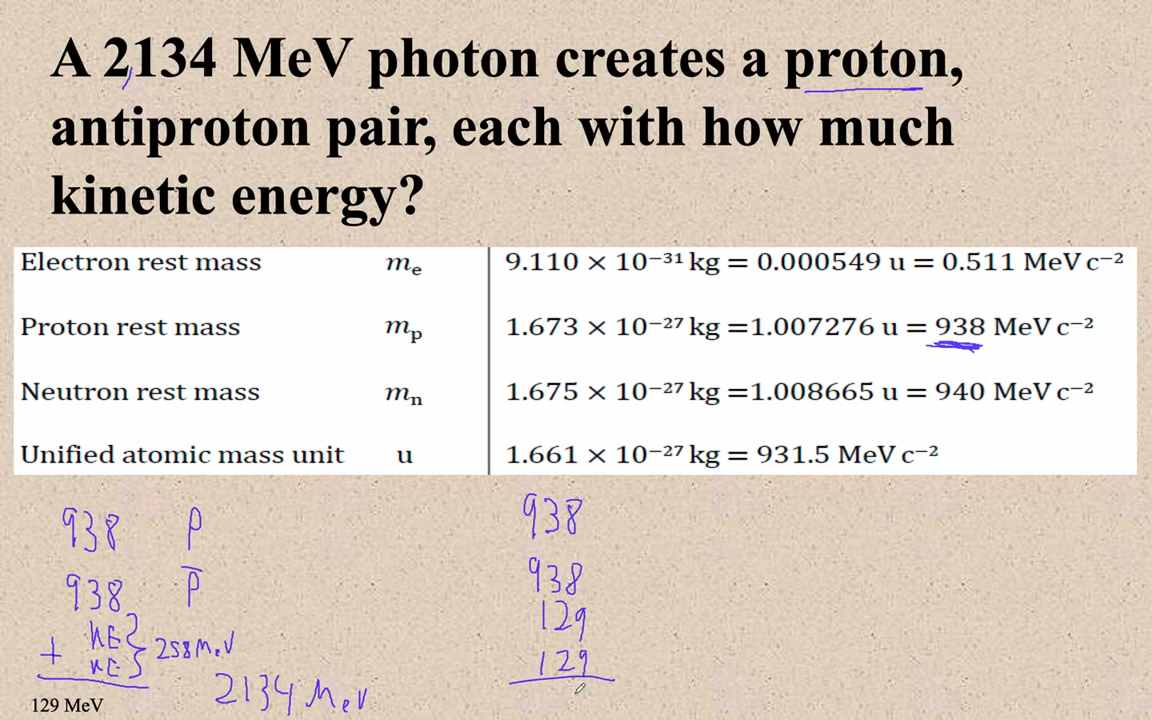 A 2134 MeV photon creates a proton,
antiproton pair, each with how much
kinetic energy?
Electron rest mass mₑ 9.110 × 10⁻³¹ kg = 0.000549 u = 0.511 MeV c⁻²
Proton rest mass mₚ 1.673 × 10⁻²⁷ kg =1.007276 u = 938 MeV c⁻²
Neutron rest mass mₙ 1.675 × 10⁻²⁷ kg =1.008665 u = 940 MeV c⁻²
Unified atomic mass unit u 1.661 × 10⁻²⁷ kg = 931.5 MeV c⁻²
938 P
938 P̅
+ KE } 258 MeV
KE
2134 MeV
129 MeV
938
938
129
129